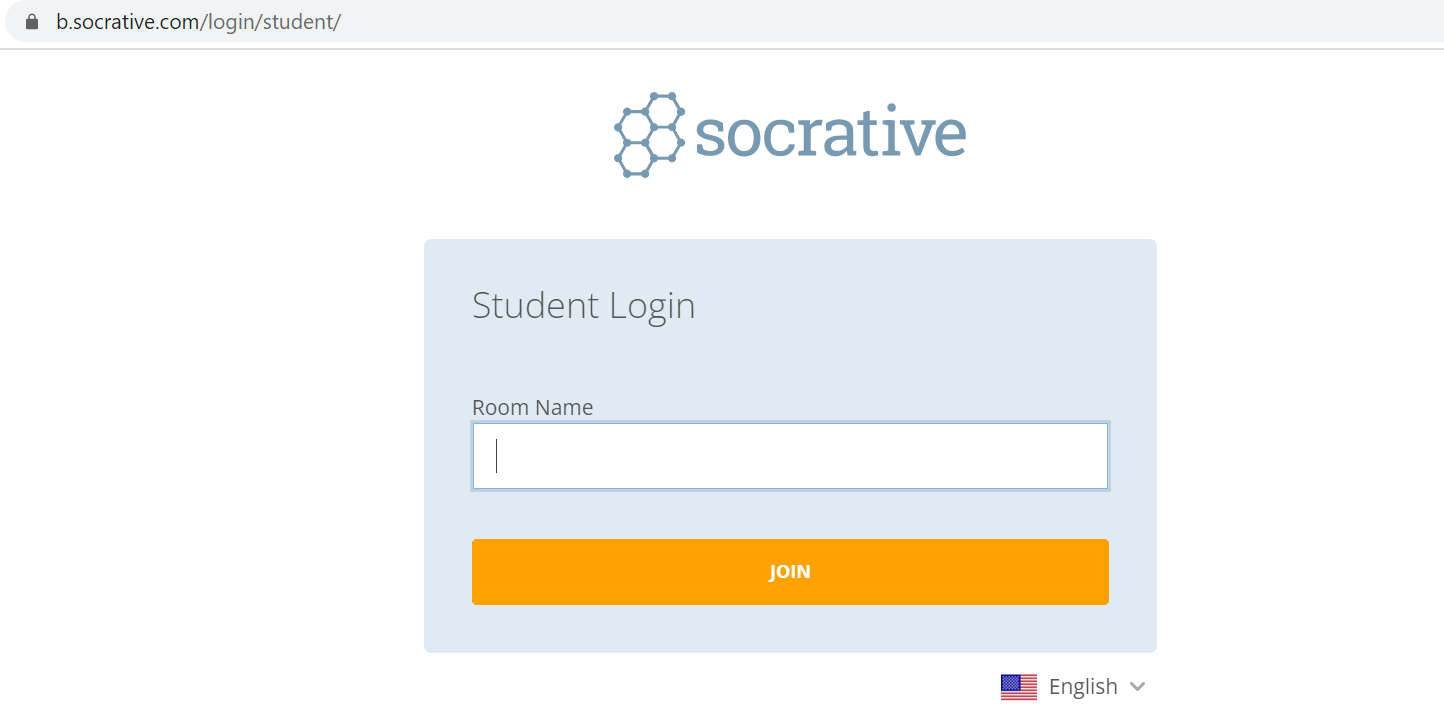 b.socrative.com/login/student/
socrative
Student Login
Room Name
JOIN
English